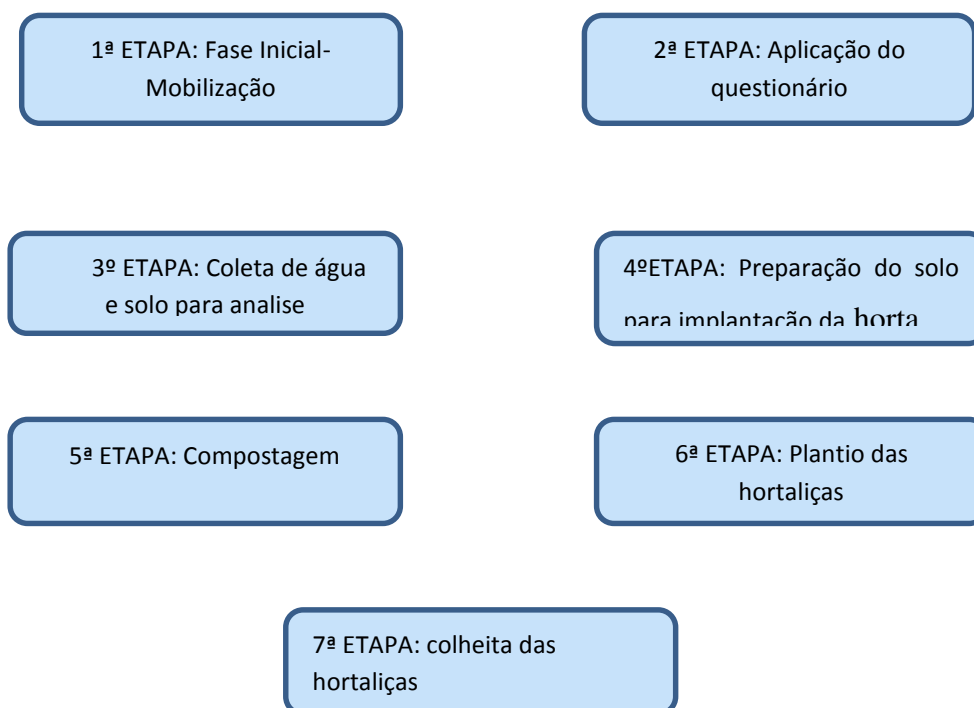 1ª ETAPA: Fase Inicial-
Mobilização
2ª ETAPA: Aplicação do
questionário
3º ETAPA: Coleta de água
e solo para analise
4ºETAPA: Preparação do solo
para implantação da horta
5ª ETAPA: Compostagem
6ª ETAPA: Plantio das
hortaliças
7ª ETAPA: colheita das
hortaliças